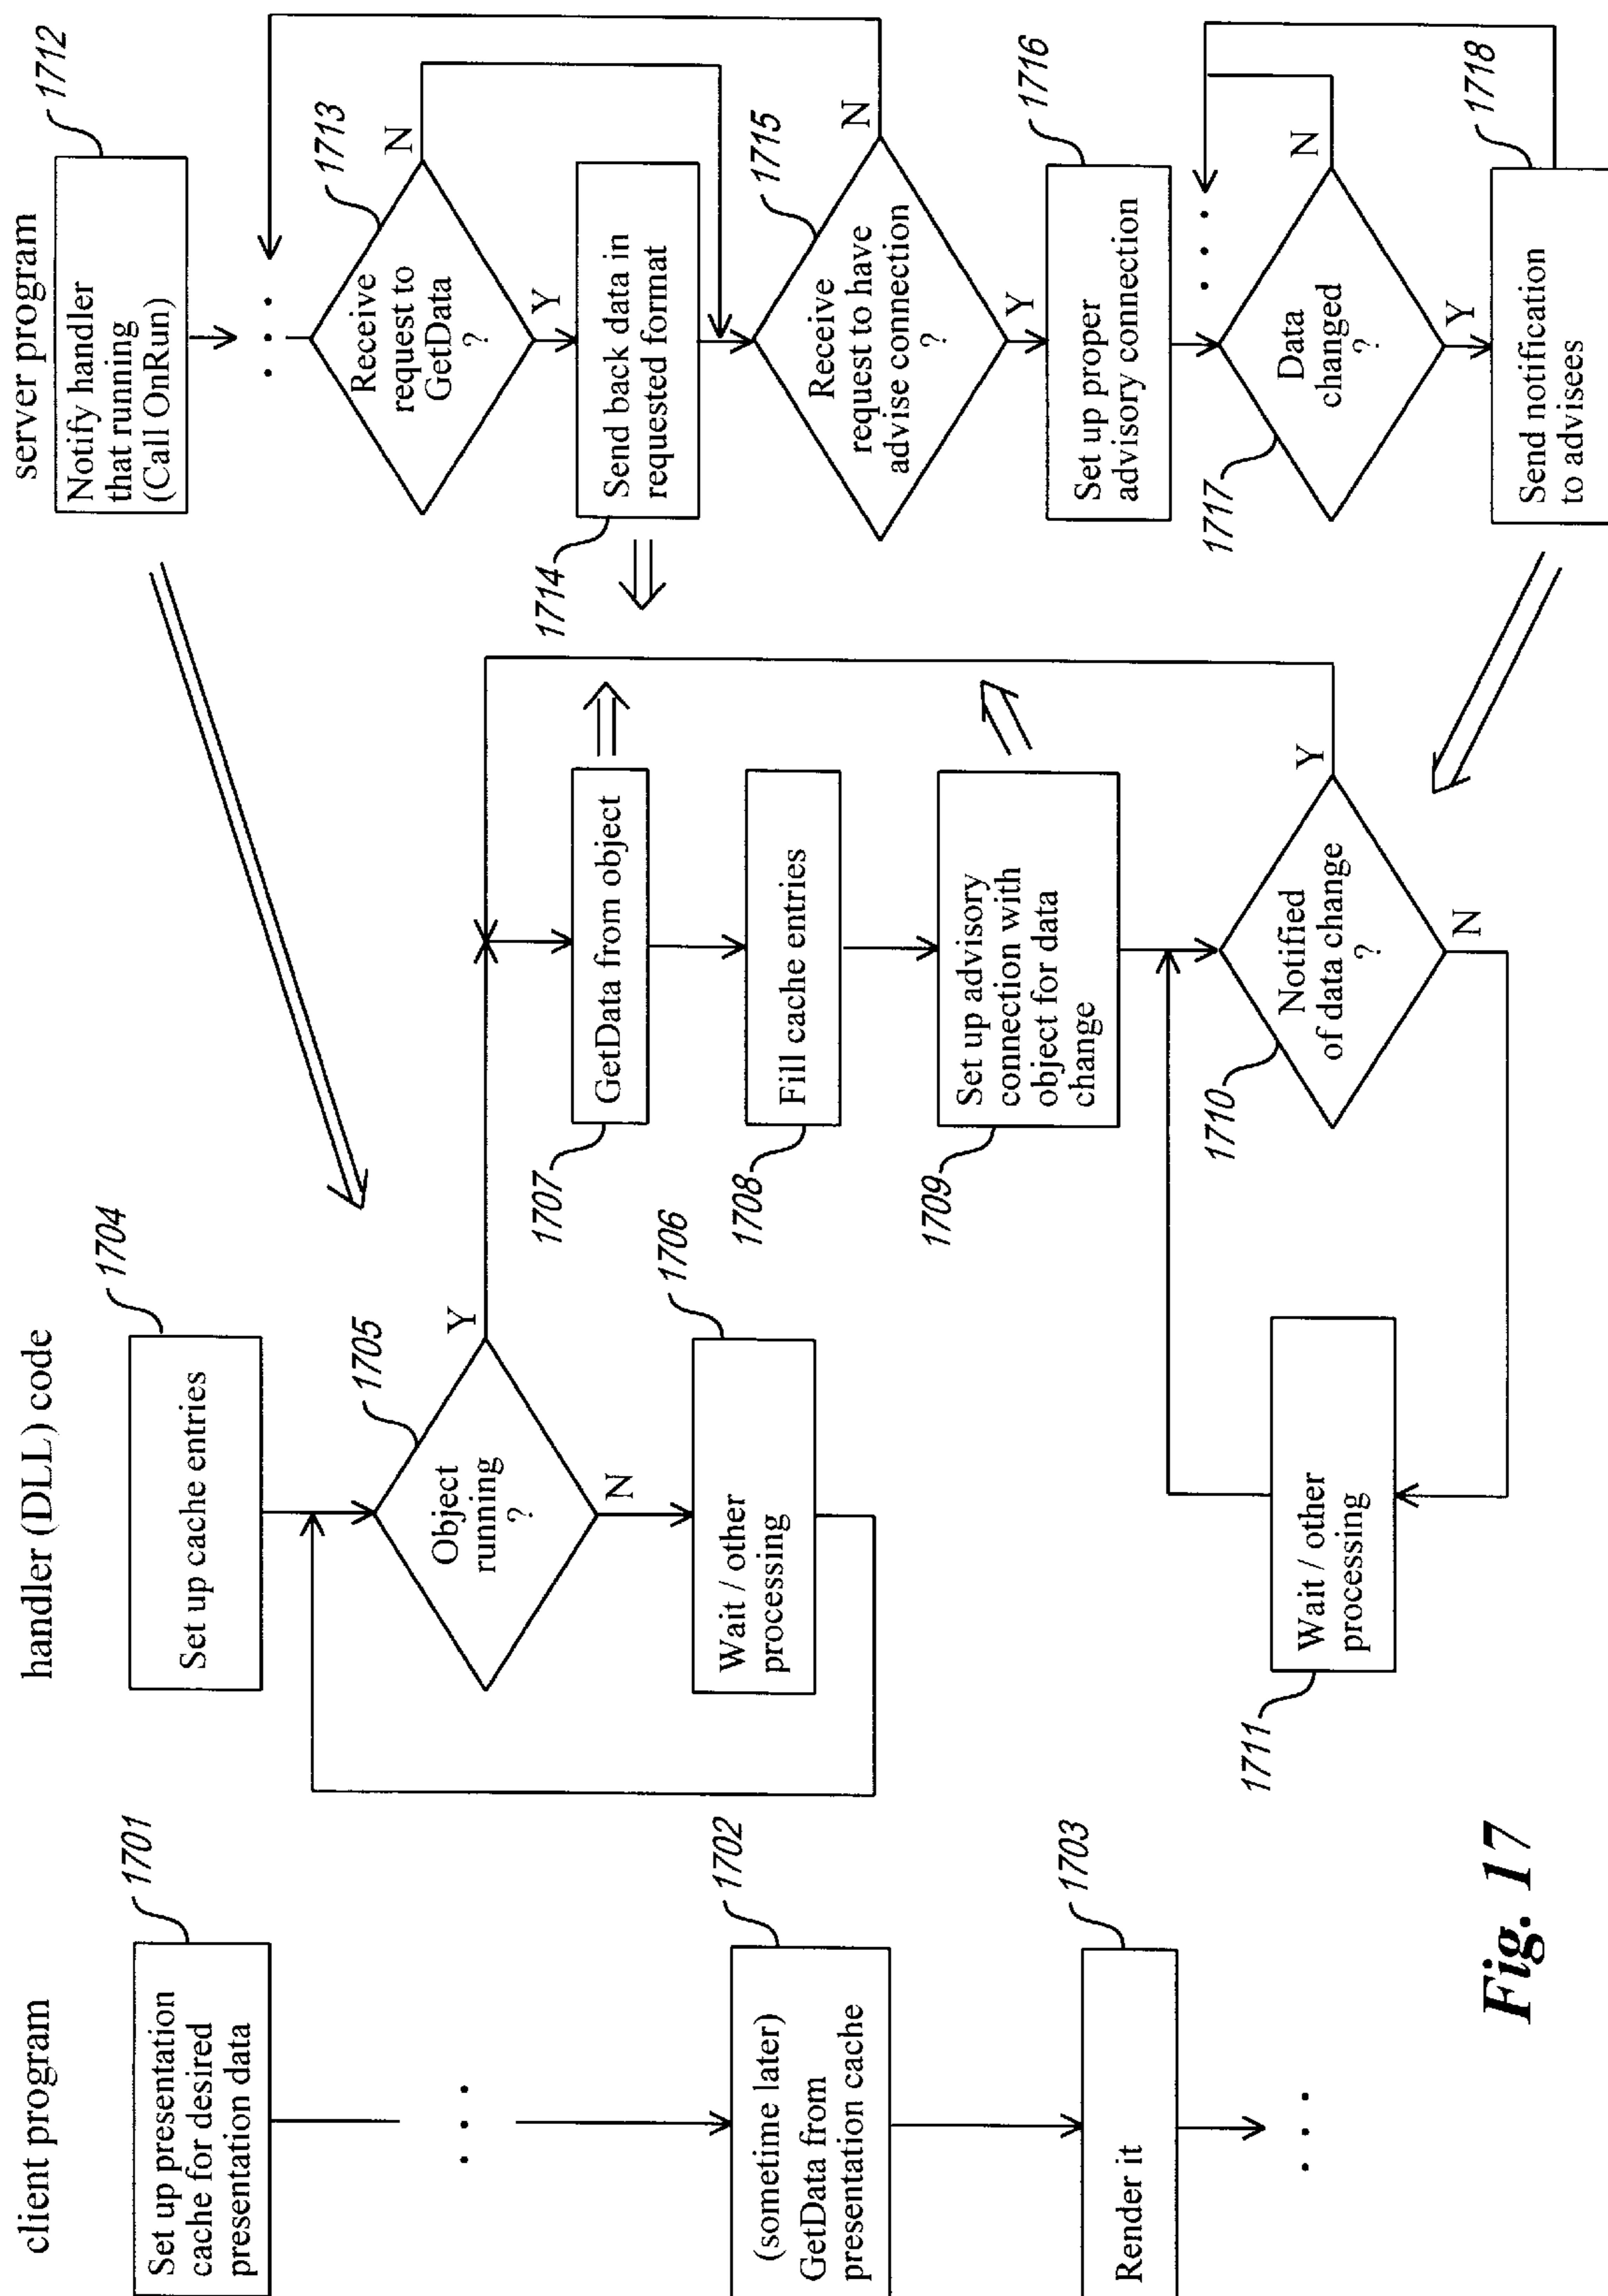 client program
1701
Set up presentation
cache for desired
presentation data
. . .
1702
(sometime later)
GetData from
presentation cache
1703
Render it
. . .
handler (DLL) code
1704
Set up cache entries
1705
Object
running
?
Y
N
1706
Wait / other
processing
1707
GetData from object
1708
Fill cache entries
1709
Set up advisory
connection with
object for data
change
1710
Notified
of data change
?
Y
N
1711
Wait / other
processing
server program
1712
Notify handler
that running
(Call OnRun)
. . .
1713
Receive
request to
GetData
?
N
Y
1714
Send back data in
requested format
1715
Receive
request to have
advise connection
?
N
Y
1716
Set up proper
advisory connection
. . . .
1717
Data
changed
?
N
Y
1718
Send notification
to advisees
Fig. 17